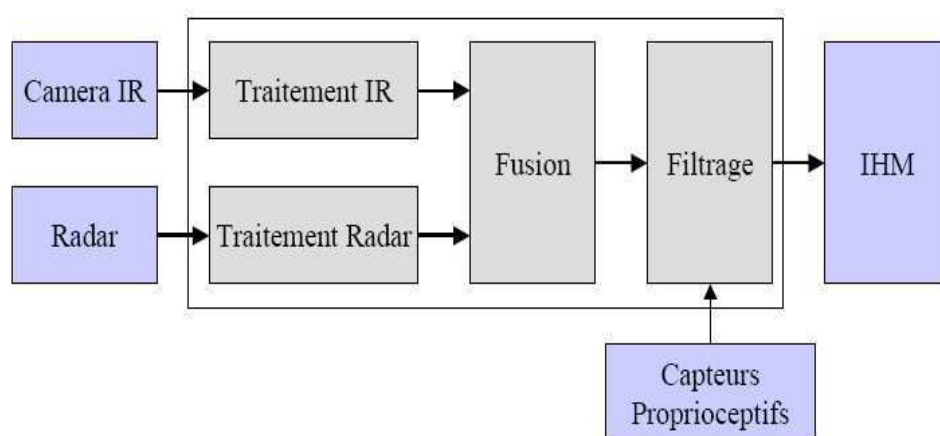 Camera IR
Traitement IR
Fusion
Filtrage
IHM
Radar
Traitement Radar
Capteurs
Proprioceptifs